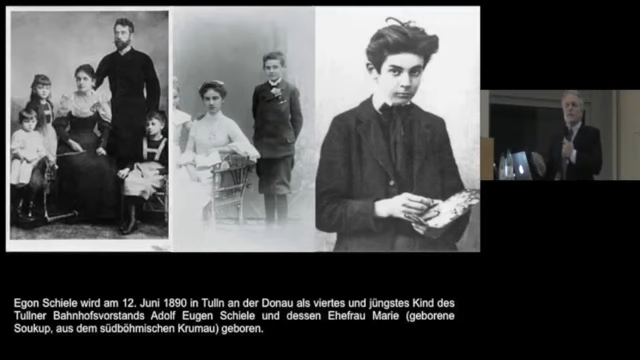 Egon Schiele wird am 12. Juni 1890 in Tulln an der Donau als viertes und jüngstes Kind des
Tullner Bahnhofsvorstands Adolf Eugen Schiele und dessen Ehefrau Marie (geborene
Soukup, aus dem südböhmischen Krumau) geboren.